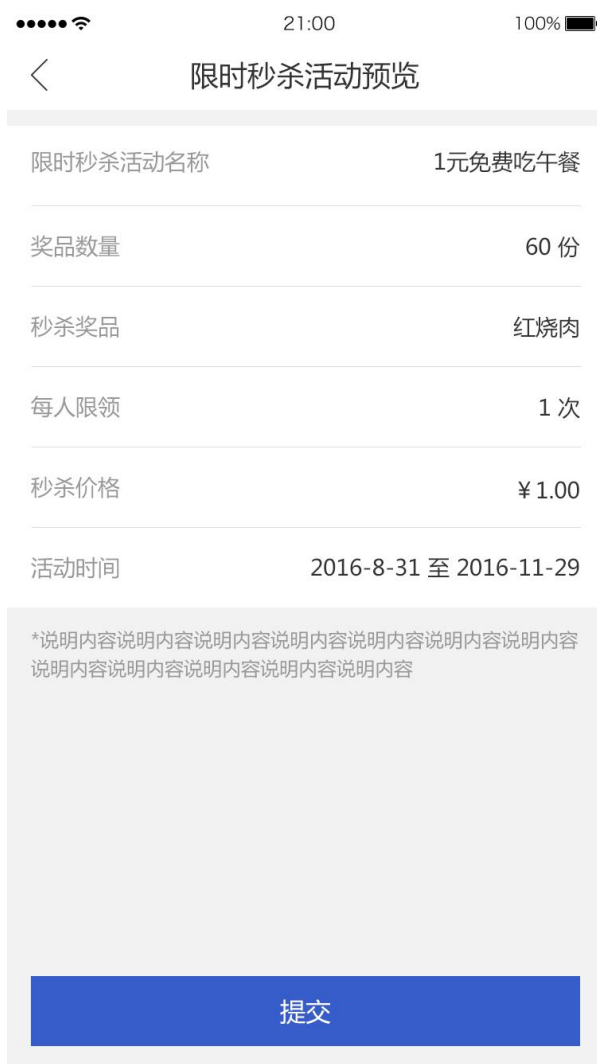 21:00
100%
限时秒杀活动预览
限时秒杀活动名称 1元免费吃午餐
奖品数量 60 份
秒杀奖品 红烧肉
每人限领 1 次
秒杀价格 ¥1.00
活动时间 2016-8-31 至 2016-11-29
*说明内容说明内容说明内容说明内容说明内容说明内容说明内容
说明内容说明内容说明内容说明内容说明内容
提交